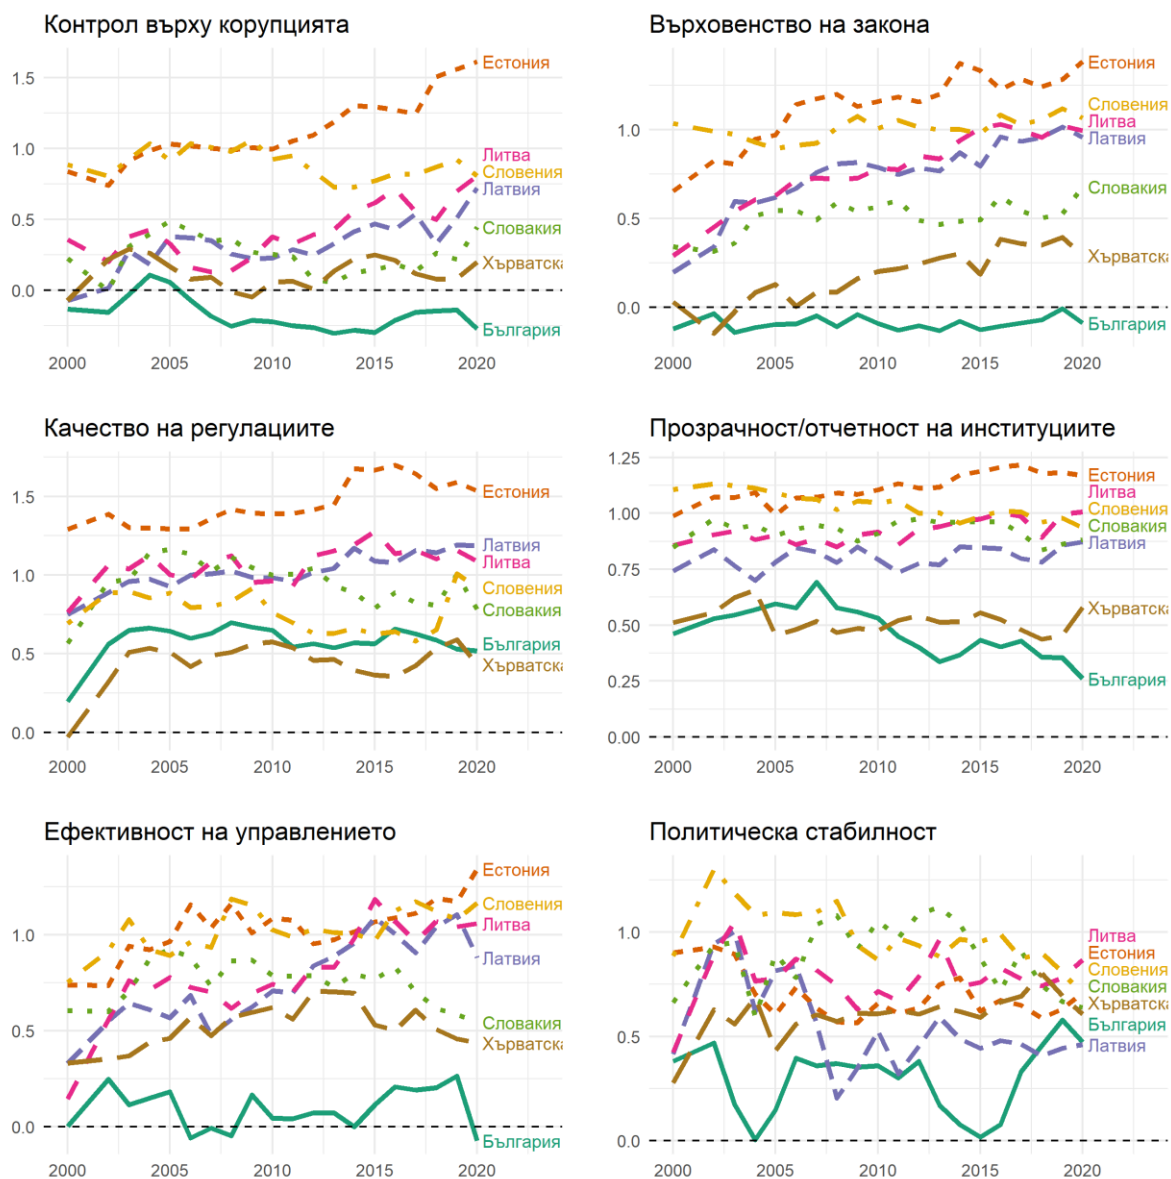 Контрол върху корупцията
1.5
1.0
0.5
0.0
Естония
Литва
Словения
Латвия
Словакия
Хърватска
България
2000 2005 2010 2015 2020
Върховенство на закона
1.0
0.5
0.0
Естония
Словения
Литва
Латвия
Словакия
Хърватска
България
2000 2005 2010 2015 2020
Качество на регулациите
1.5
1.0
0.5
0.0
Естония
Латвия
Литва
Словения
Словакия
България
Хърватска
2000 2005 2010 2015 2020
Прозрачност/отчетност на институциите
1.25
1.00
0.75
0.50
0.25
0.00
Естония
Литва
Словения
Словакия
Латвия
Хърватска
България
2000 2005 2010 2015 2020
Ефективност на управлението
1.0
0.5
0.0
Естония
Словения
Литва
Латвия
Словакия
Хърватска
България
2000 2005 2010 2015 2020
Политическа стабилност
1.0
0.5
0.0
Литва
Естония
Словения
Словакия
Хърватска
България
Латвия
2000 2005 2010 2015 2020